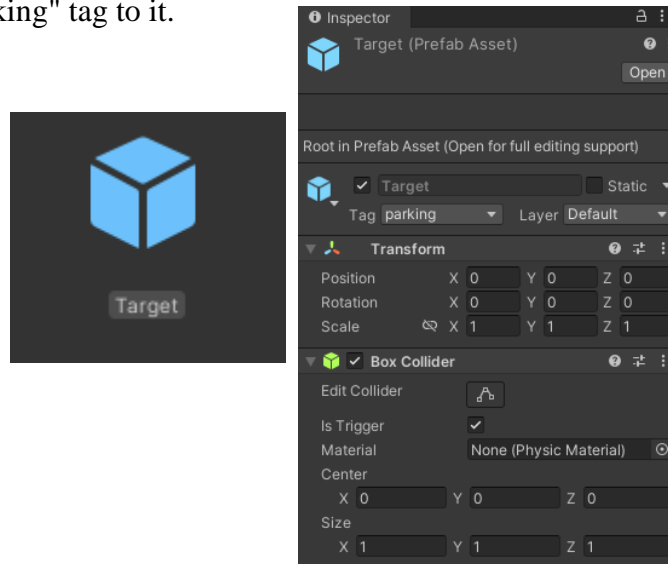 king" tag to it.
Target
Inspector
Target (Prefab Asset)
Open
Root in Prefab Asset (Open for full editing support)
Target Static
Tag parking Layer Default
Transform
Position X 0 Y 0 Z 0
Rotation X 0 Y 0 Z 0
Scale X 1 Y 1 Z 1
Box Collider
Edit Collider
Is Trigger
Material None (Physic Material)
Center
X 0 Y 0 Z 0
Size
X 1 Y 1 Z 1